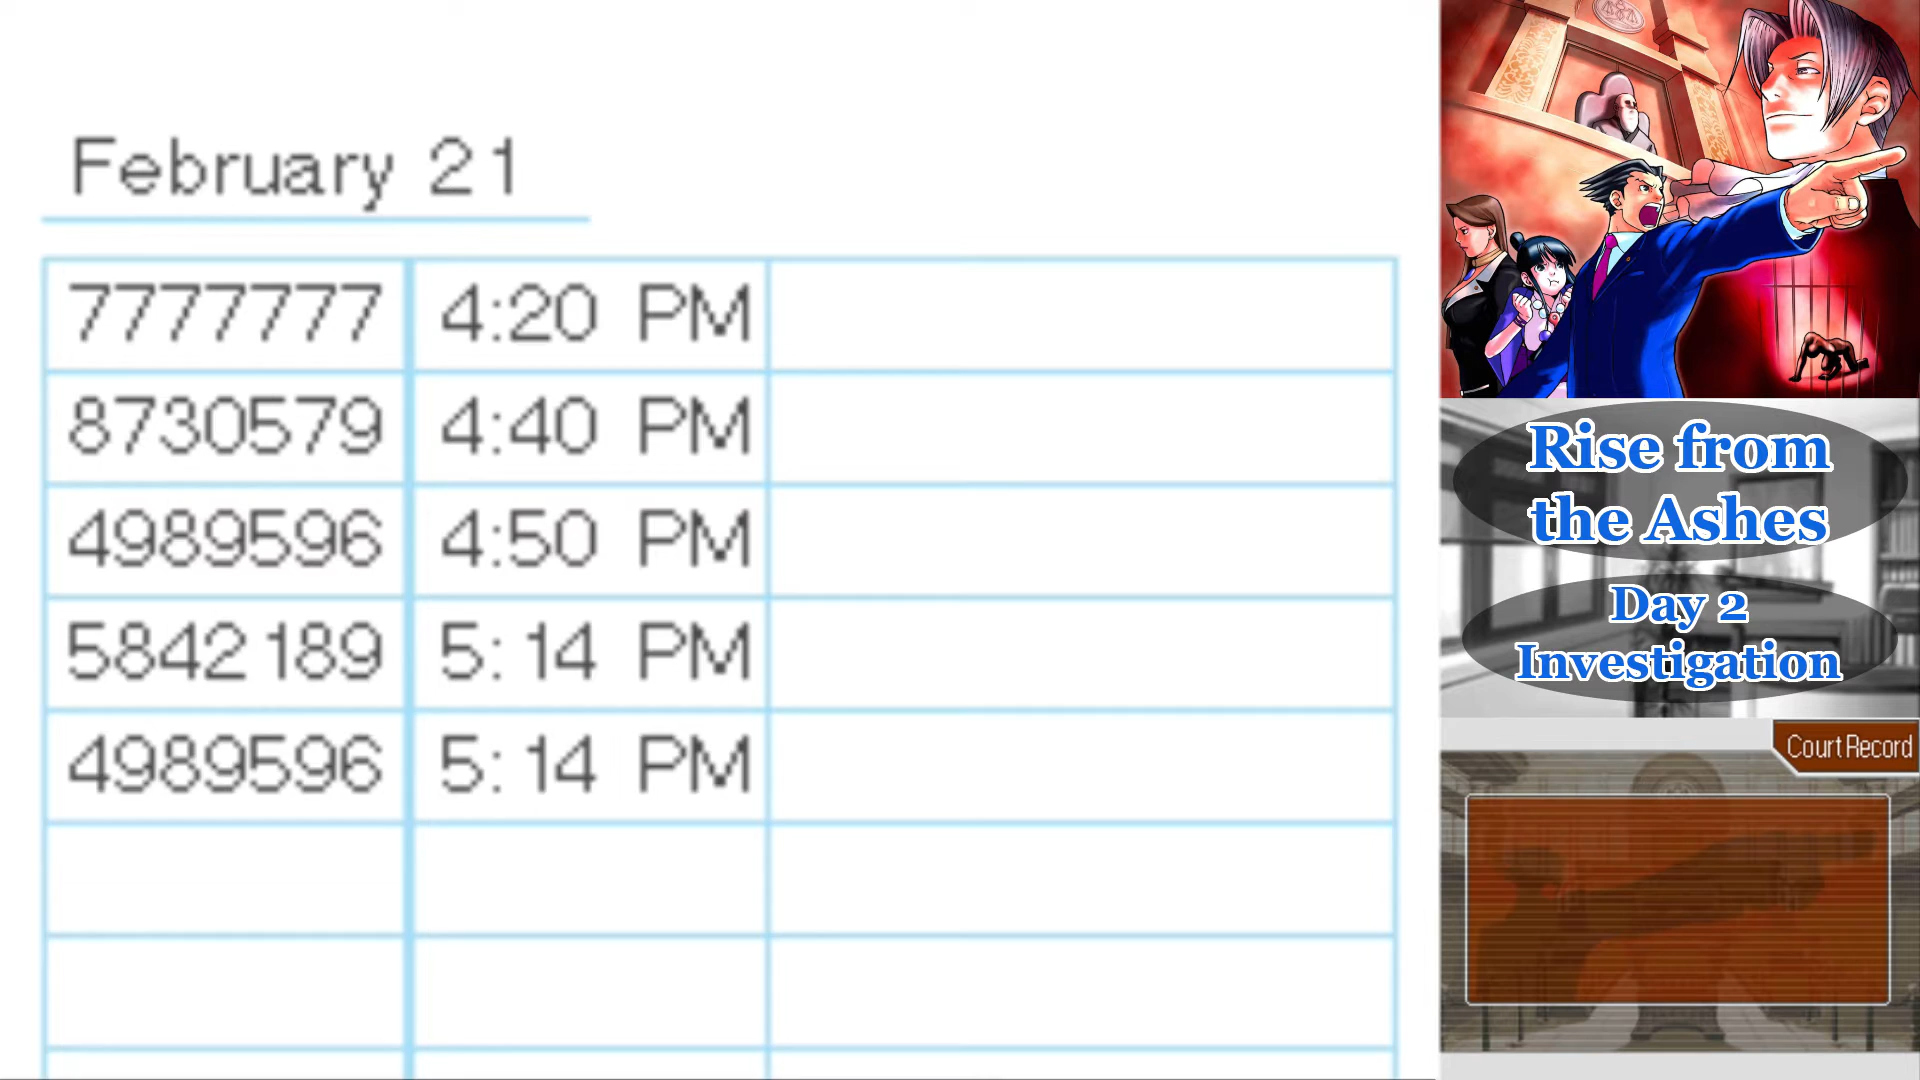 February 21
7777777 4:20 PM
8730579 4:40 PM
4989596 4:50 PM
5842189 5:14 PM
4989596 5:14 PM
Rise from
the Ashes
Day 2
Investigation
Court Record